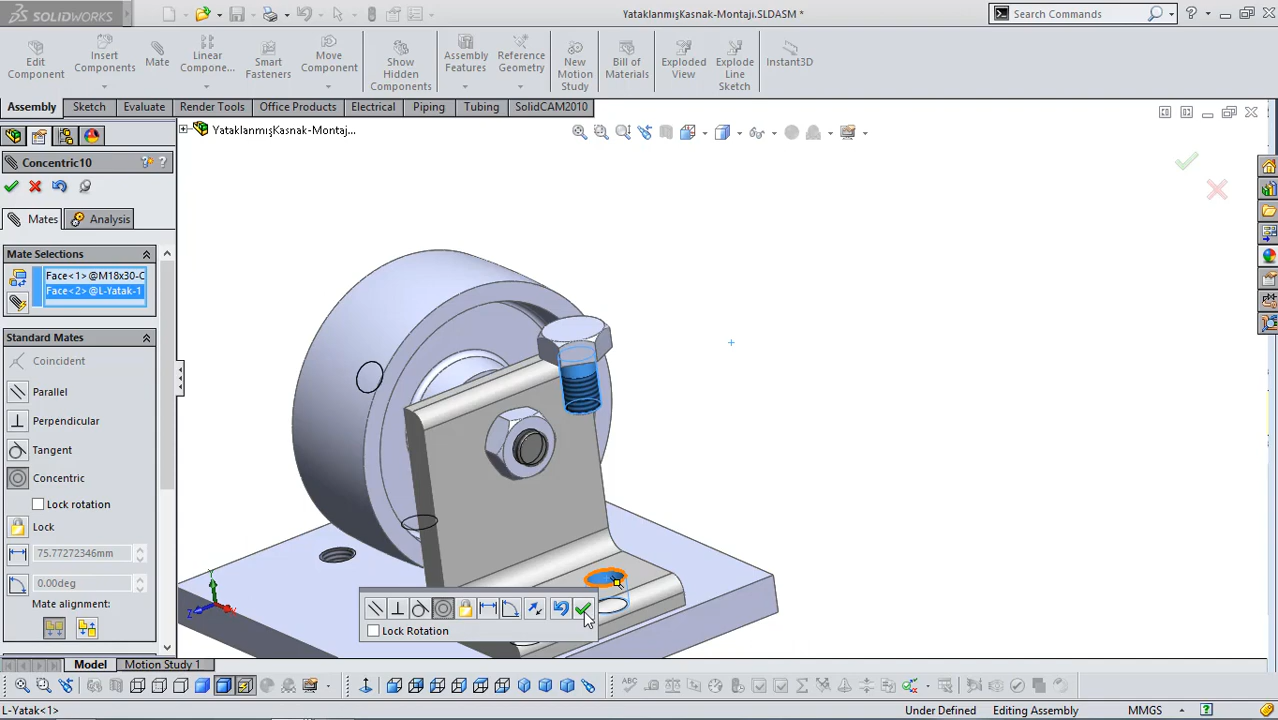 SOLIDWORKS
YataklanmışKasnak-Montajı.SLDASM *
Search Commands
Edit Component
Insert Components
Mate
Linear Compone...
Smart Fasteners
Move Component
Show Hidden Components
Assembly Features
Reference Geometry
New Motion Study
Bill of Materials
Exploded View
Explode Line Sketch
Instant3D
Assembly
Sketch
Evaluate
Render Tools
Office Products
Electrical
Piping
Tubing
SolidCAM2010
YataklanmışKasnak-Montaj...
Concentric10
Mates
Analysis
Mate Selections
Face<1> @M18x30-C
Face<2> @L-Yatak-1
Standard Mates
Coincident
Parallel
Perpendicular
Tangent
Concentric
Lock rotation
Lock
75.77272346mm
0.00deg
Mate alignment:
Lock Rotation
Y
Z
Model
Motion Study 1
L-Yatak<1>
Under Defined
Editing Assembly
MMGS